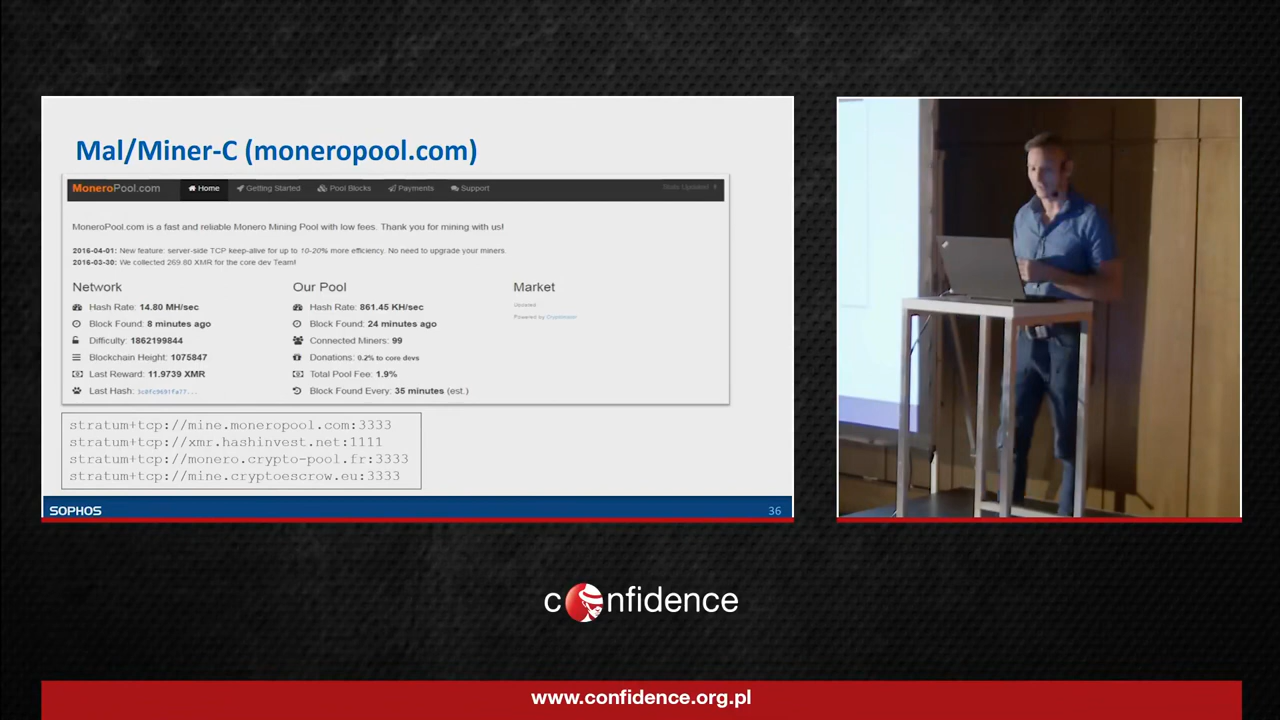 Mal/Miner-C (moneropool.com)
MoneroPool.com Home Getting Started Pool Blocks Payments Support Stats Updated
MoneroPool.com is a fast and reliable Monero Mining Pool with low fees. Thank you for mining with us!
2016-04-01: New feature: server-side TCP keep-alive for up to 10-20% more efficiency. No need to upgrade your miners.
2016-03-30: We collected 269.80 XMR for the core dev Team!
Network
Hash Rate: 14.80 MH/sec
Block Found: 8 minutes ago
Difficulty: 1862199844
Blockchain Height: 1075847
Last Reward: 11.9739 XMR
Last Hash:
Our Pool
Hash Rate: 861.45 KH/sec
Block Found: 24 minutes ago
Connected Miners: 99
Donations: 0.2% to core devs
Total Pool Fee: 1.9%
Block Found Every: 35 minutes (est.)
Market
Updated
Powered by
stratum+tcp://mine.moneropool.com:3333
stratum+tcp://xmr.hashinvest.net:1111
stratum+tcp://monero.crypto-pool.fr:3333
stratum+tcp://mine.cryptoescrow.eu:3333
SOPHOS
36
confidence
www.confidence.org.pl